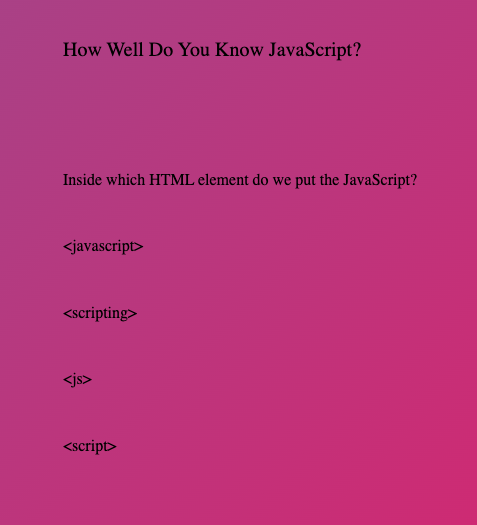 How Well Do You Know JavaScript?
Inside which HTML element do we put the JavaScript?
<javascript>
<scripting>
<js>
<script>